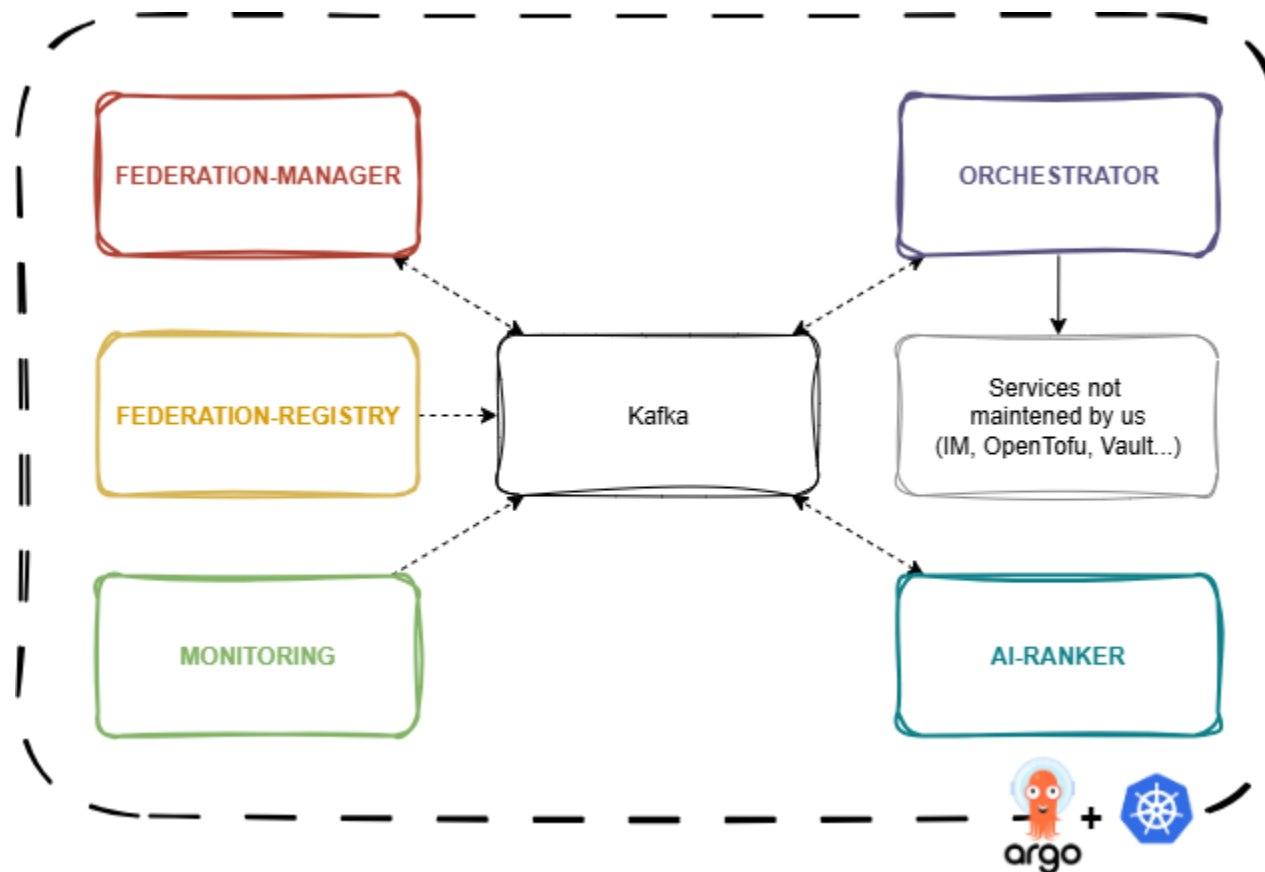 FEDERATION-MANAGER
ORCHESTRATOR
FEDERATION-REGISTRY
Kafka
Services not
maintened by us
(IM, OpenTofu, Vault...)
MONITORING
AI-RANKER
+
argo